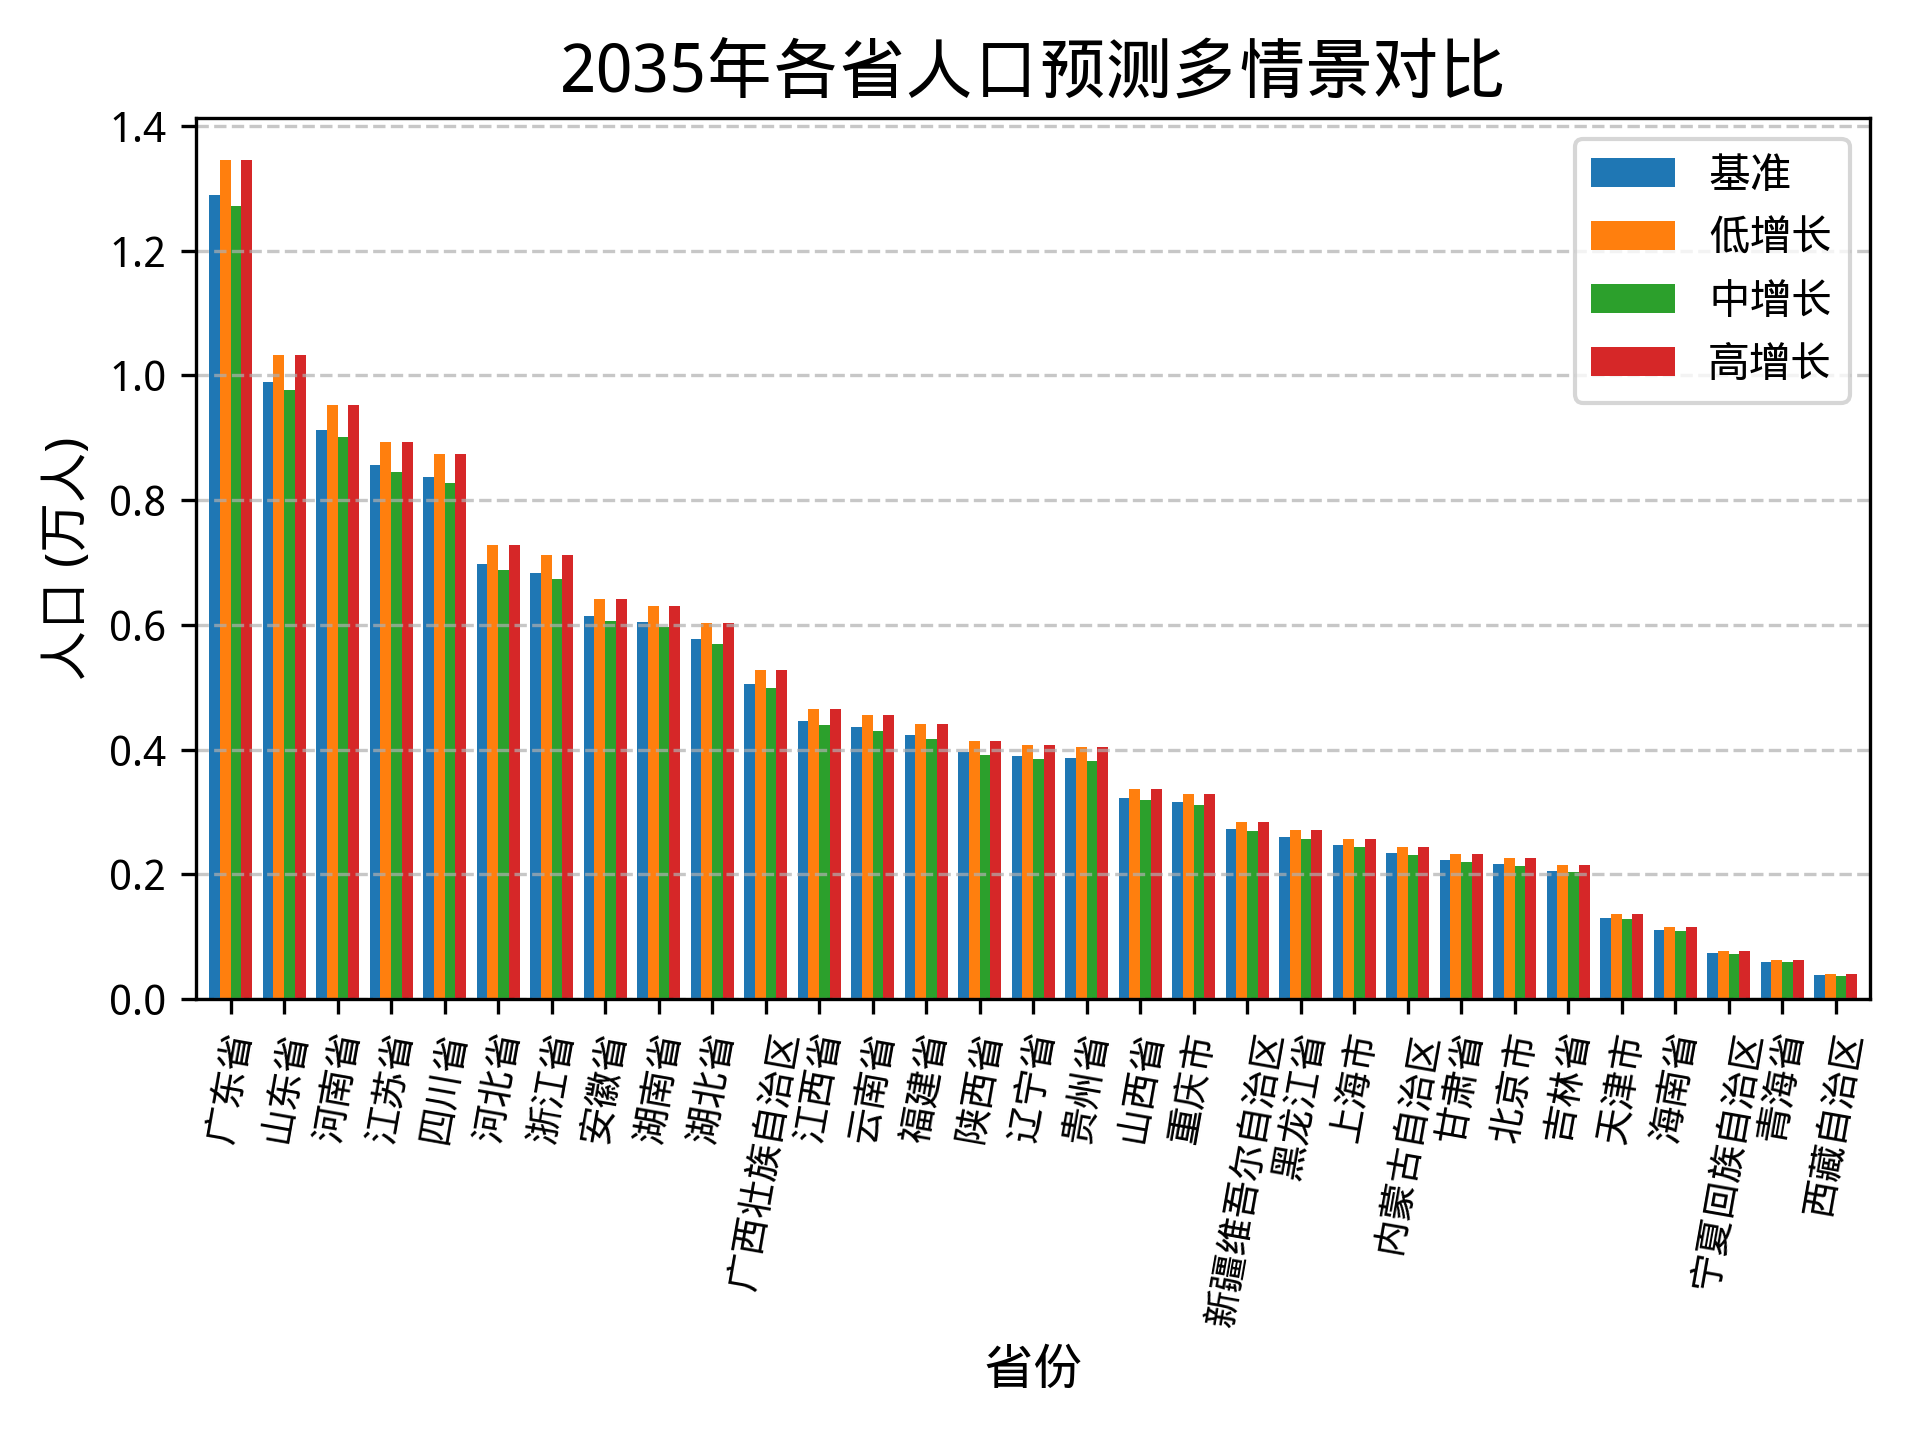 2035年各省人口预测多情景对比
人口 (万人)
1.4
1.2
1.0
0.8
0.6
0.4
0.2
0.0
基准
低增长
中增长
高增长
广东省
山东省
河南省
江苏省
四川省
河北省
浙江省
安徽省
湖南省
湖北省
广西壮族自治区
江西省
云南省
福建省
陕西省
辽宁省
贵州省
山西省
重庆市
新疆维吾尔自治区
黑龙江省
上海市
内蒙古自治区
甘肃省
北京市
吉林省
天津市
海南省
宁夏回族自治区
青海省
西藏自治区
省份